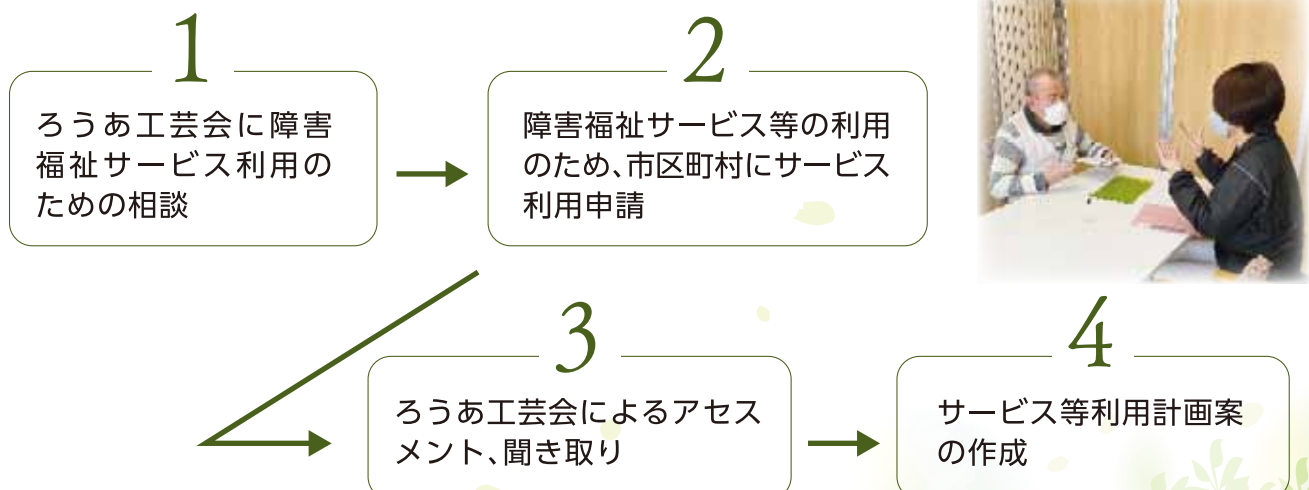 1
ろうあ工芸会に障害
福祉サービス利用の
ための相談
2
障害福祉サービス等の利用
のため、市区町村にサービス
利用申請
3
ろうあ工芸会によるアセス
メント、聞き取り
4
サービス等利用計画案
の作成